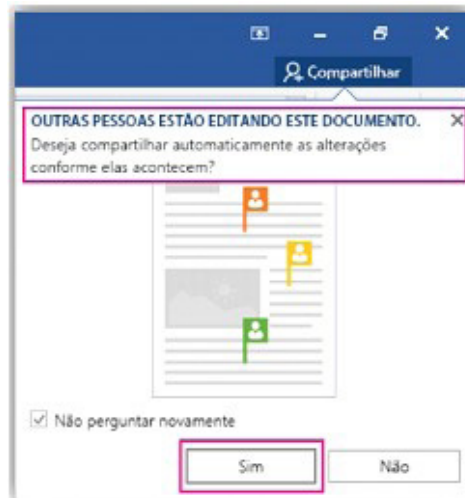 Compartilhar
OUTRAS PESSOAS ESTÃO EDITANDO ESTE DOCUMENTO.
Deseja compartilhar automaticamente as alterações
conforme elas acontecem?
Não perguntar novamente
Sim
Não